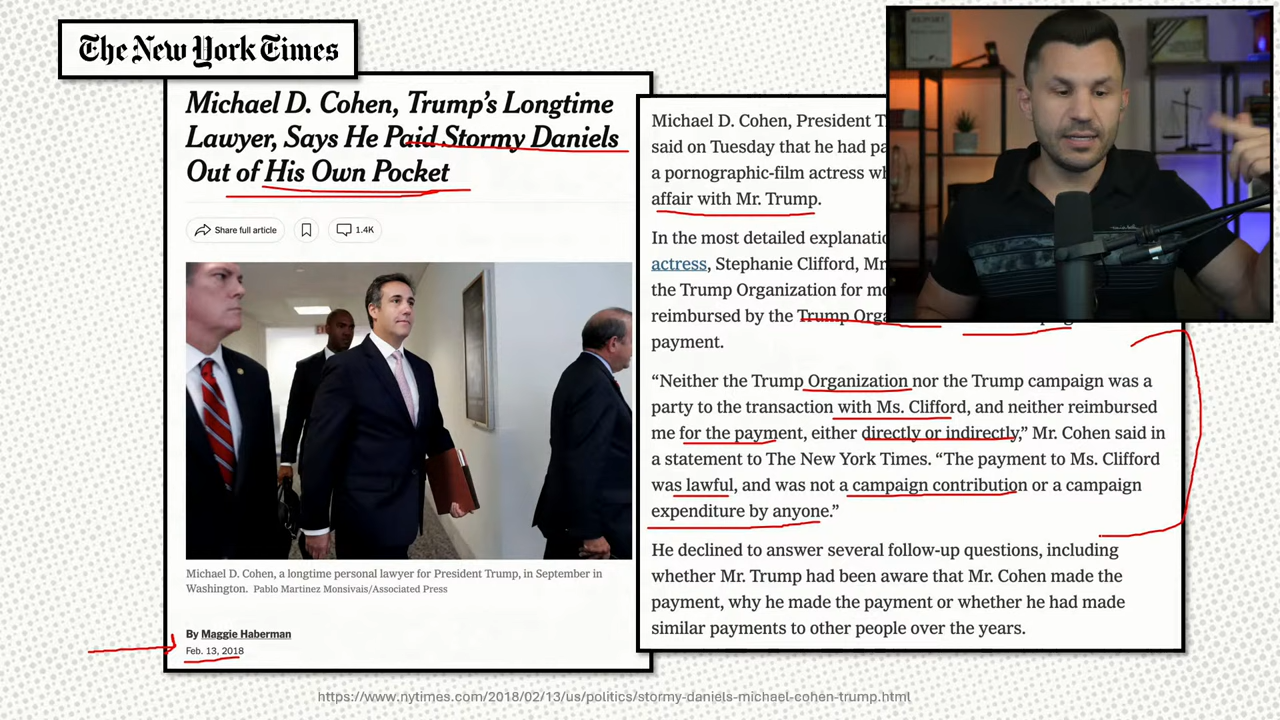 The New York Times
Michael D. Cohen, Trump's Longtime
Lawyer, Says He Paid Stormy Daniels
Out of His Own Pocket
Share full article
1.4K
Michael D. Cohen, a longtime personal lawyer for President Trump, in September in
Washington. Pablo Martinez Monsivais/Associated Press
By Maggie Haberman
Feb. 13, 2018
Michael D. Cohen, President
said on Tuesday that he had
a pornographic-film actress
affair with Mr. Trump.
In the most detailed
actress, Stephanie Clifford,
the Trump Organization for
reimbursed by the Trump
payment.
“Neither the Trump Organization nor the Trump campaign was a
party to the transaction with Ms. Clifford, and neither reimbursed
me for the payment, either directly or indirectly,” Mr. Cohen said in
a statement to The New York Times. “The payment to Ms. Clifford
was lawful, and was not a campaign contribution or a campaign
expenditure by anyone.”
He declined to answer several follow-up questions, including
whether Mr. Trump had been aware that Mr. Cohen made the
payment, why he made the payment or whether he had made
similar payments to other people over the years.
https://www.nytimes.com/2018/02/13/us/politics/stormy-daniels-michael-cohen-trump.html